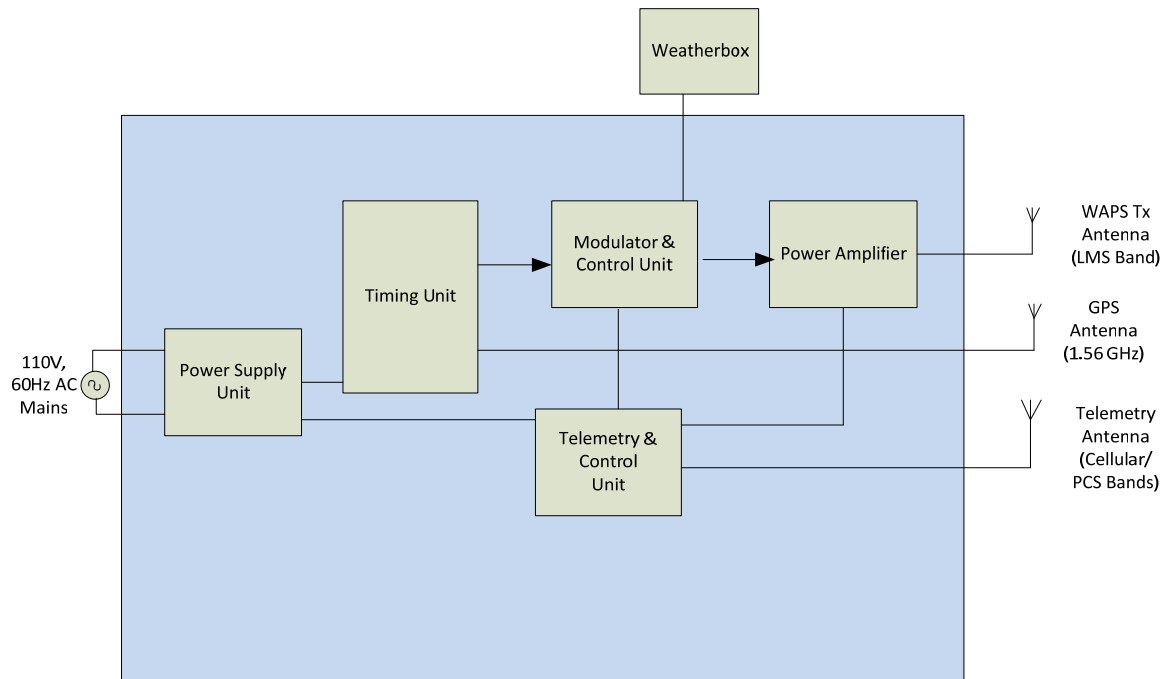 Weatherbox
Modulator &
Control Unit
Power Amplifier
Timing Unit
Power Supply
Unit
Telemetry &
Control
Unit
110V,
60Hz AC
Mains
WAPS Tx
Antenna
(LMS Band)
GPS
Antenna
(1.56 GHz)
Telemetry
Antenna
(Cellular/
PCS Bands)